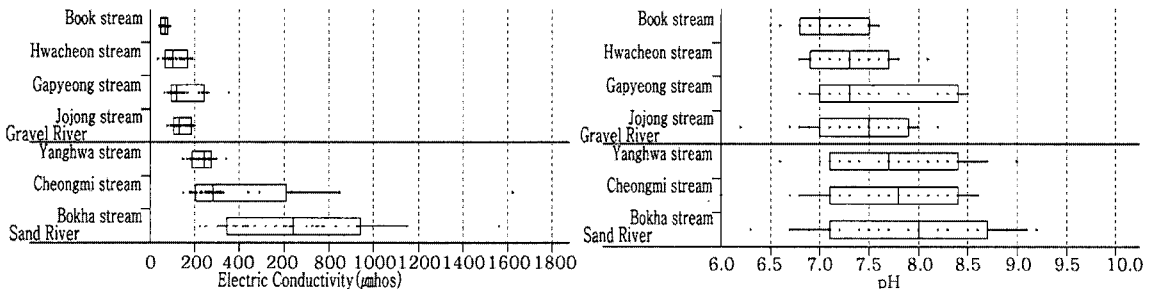 Book stream
Hwacheon stream
Gapyeong stream
Jojong stream
Gravel River
Yanghwa stream
Cheongmi stream
Bokha stream
Sand River
0 200 400 600 800 1000 1200 1400 1600 1800
Electric Conductivity (μmhos)
Book stream
Hwacheon stream
Gapyeong stream
Jojong stream
Gravel River
Yanghwa stream
Cheongmi stream
Bokha stream
Sand River
6.0 6.5 7.0 7.5 8.0 8.5 9.0 9.5 10.0
pH